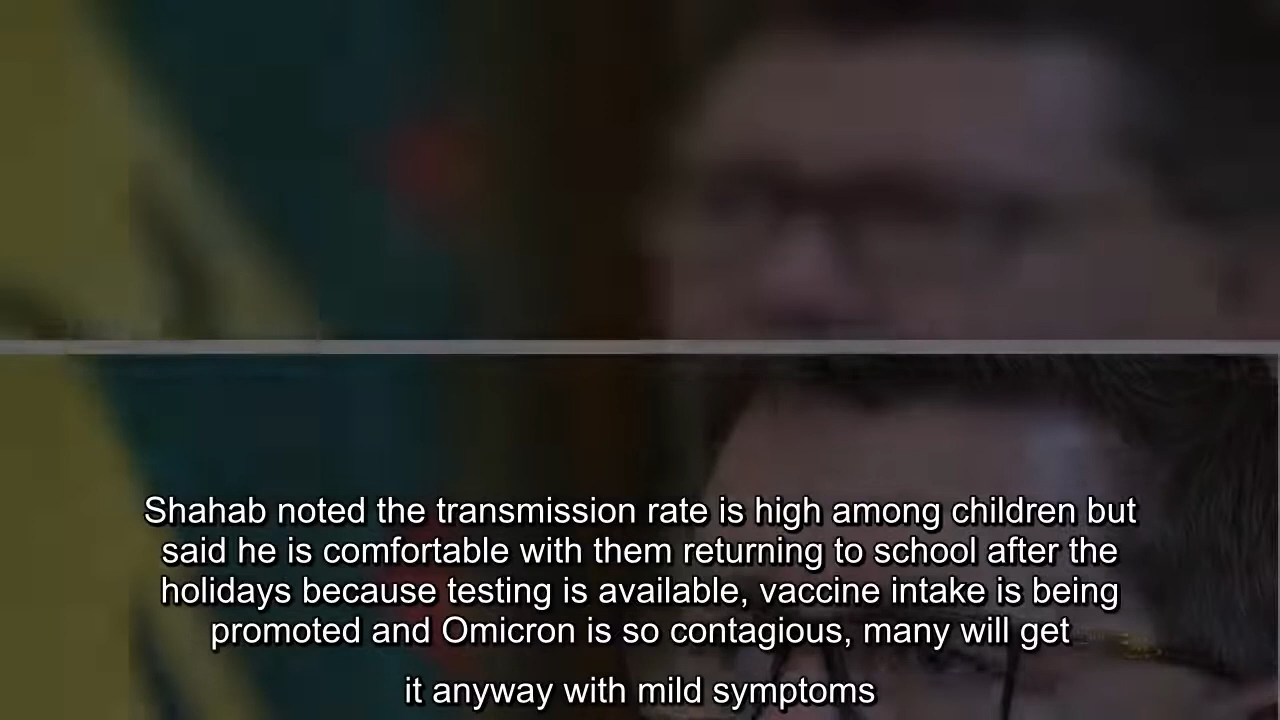 Shahab noted the transmission rate is high among children but
said he is comfortable with them returning to school after the
holidays because testing is available, vaccine intake is being
promoted and Omicron is so contagious, many will get
it anyway with mild symptoms